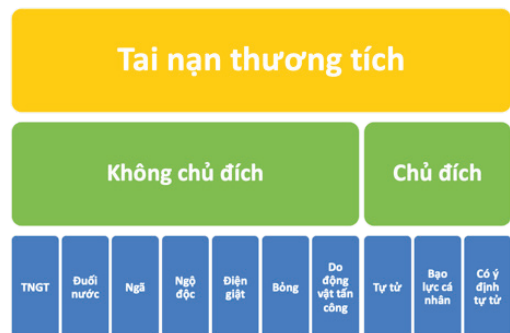 Tai nạn thương tích
Không chủ đích
Chủ đích
TNGT
Đuối
nước
Ngã
Ngộ
độc
Điện
giật
Bỏng
Do
động
vật tấn
công
Tự tử
Bạo
lực cá
nhân
Có ý
định
tự tử